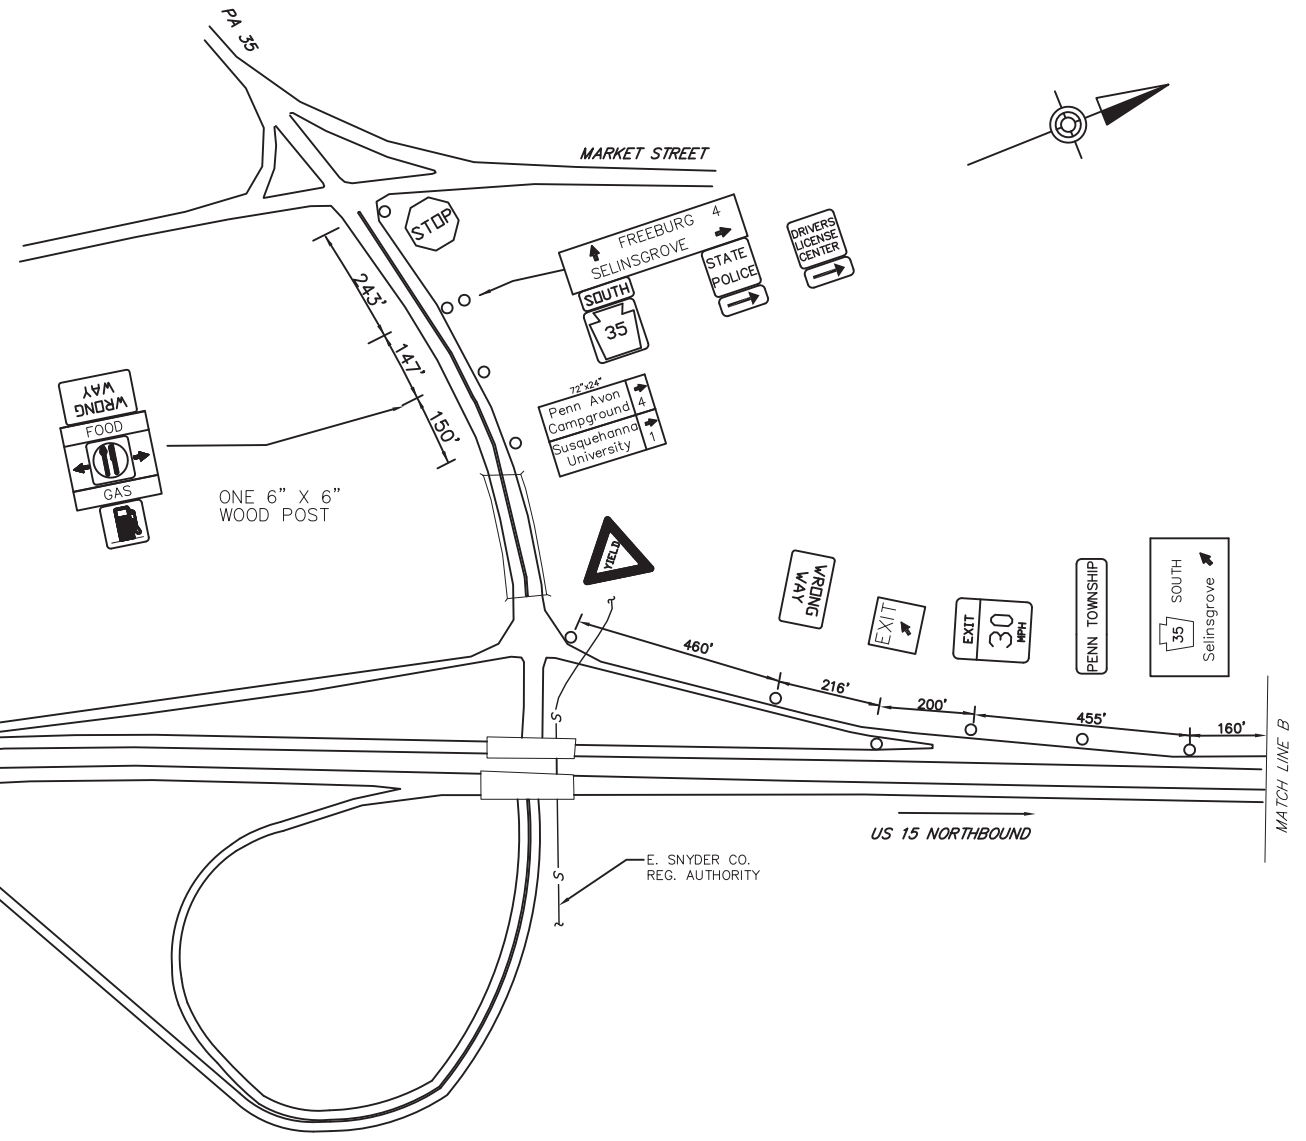 PA 35
MARKET STREET
STOP
FREEBURG 4
SELINSGROVE
SOUTH
35
STATE
POLICE
DRIVERS
LICENSE
CENTER
243'
147'
150'
WRONG
WAY
FOOD
GAS
ONE 6" X 6"
WOOD POST
72"x24"
Penn Avon
Campground 4
Susquehanna
University 1
YIELD
WRONG
WAY
EXIT
EXIT
30
MPH
PENN TOWNSHIP
35 SOUTH
Selinsgrove
460'
216'
200'
455'
160'
MATCH LINE B
S
S
US 15 NORTHBOUND
E. SNYDER CO.
REG. AUTHORITY